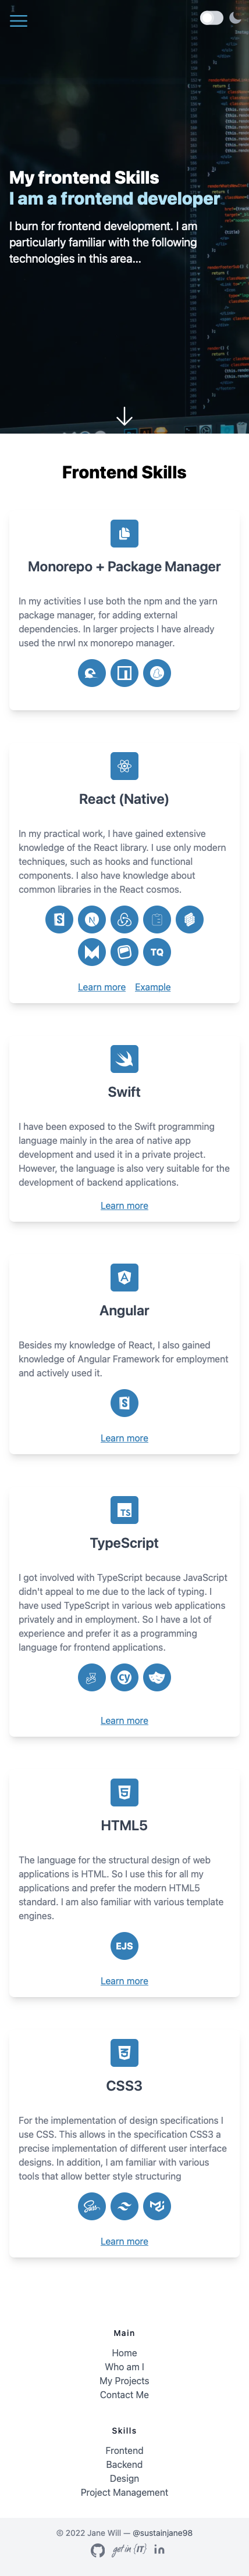 My frontend Skills
I am a frontend developer
I burn for frontend development. I am
particularly familiar with the following
technologies in this area...
Frontend Skills
Monorepo + Package Manager
In my activities I use both the npm and the yarn
package manager, for adding external
dependencies. In larger projects I have already
used the nrwl nx monorepo manager.
React (Native)
In my practical work, I have gained extensive
knowledge of the React library. I use only modern
techniques, such as hooks and functional
components. I also have knowledge about
common libraries in the React cosmos.
TQ
Learn more Example
Swift
I have been exposed to the Swift programming
language mainly in the area of native app
development and used it in a private project.
However, the language is also very suitable for the
development of backend applications.
Learn more
Angular
Besides my knowledge of React, I also gained
knowledge of Angular Framework for employment
and actively used it.
Learn more
TS
TypeScript
I got involved with TypeScript because JavaScript
didn't appeal to me due to the lack of typing. I
have used TypeScript in various web applications
privately and in employment. So I have a lot of
experience and prefer it as a programming
language for frontend applications.
cy
Learn more
HTML5
The language for the structural design of web
applications is HTML. So I use this for all my
applications and prefer the modern HTML5
standard. I am also familiar with various template
engines.
EJS
Learn more
CSS3
For the implementation of design specifications I
use CSS. This allows in the specification CSS3 a
precise implementation of different user interface
designs. In addition, I am familiar with various
tools that allow better style structuring
Sass
Learn more
Main
Home
Who am I
My Projects
Contact Me
Skills
Frontend
Backend
Design
Project Management
© 2022 Jane Will — @sustainjane98
get in {IT}
in